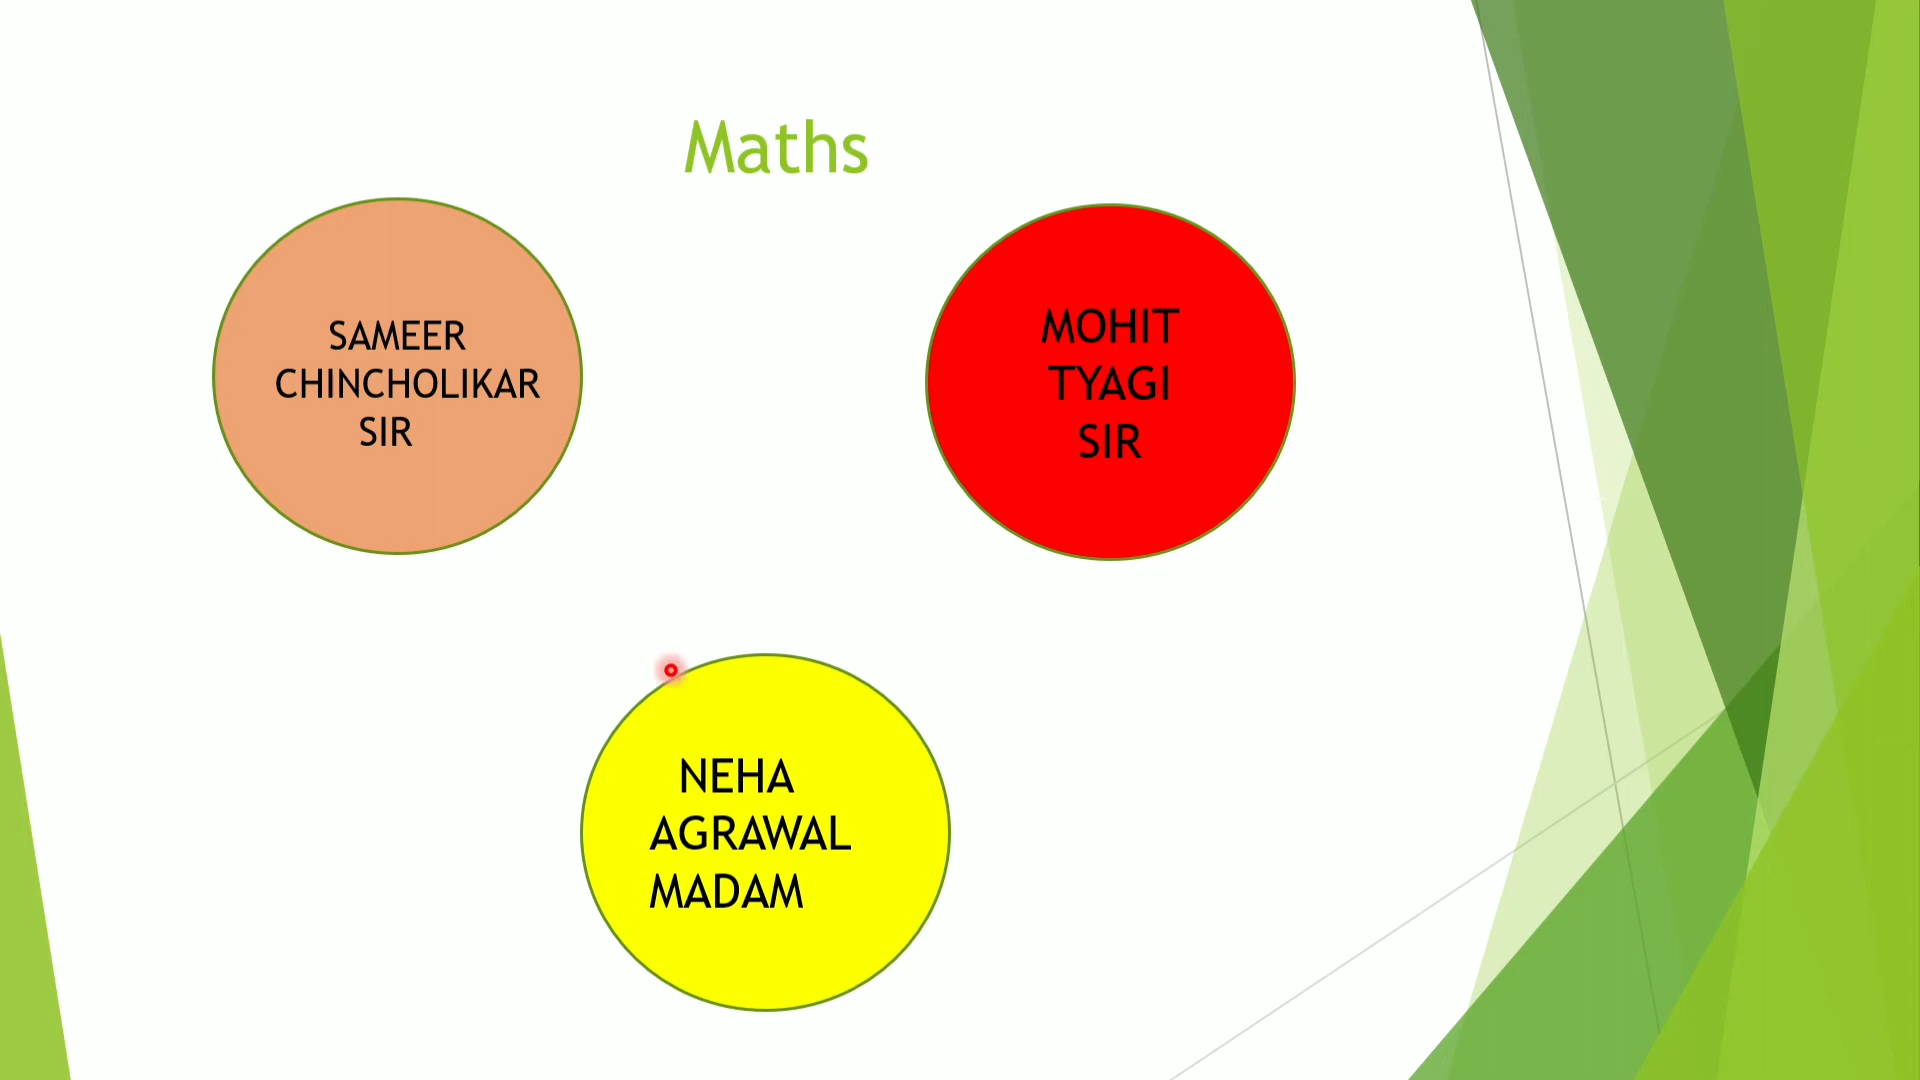 Maths
SAMEER
CHINCHOLIKAR
SIR
MOHIT
TYAGI
SIR
NEHA
AGRAWAL
MADAM